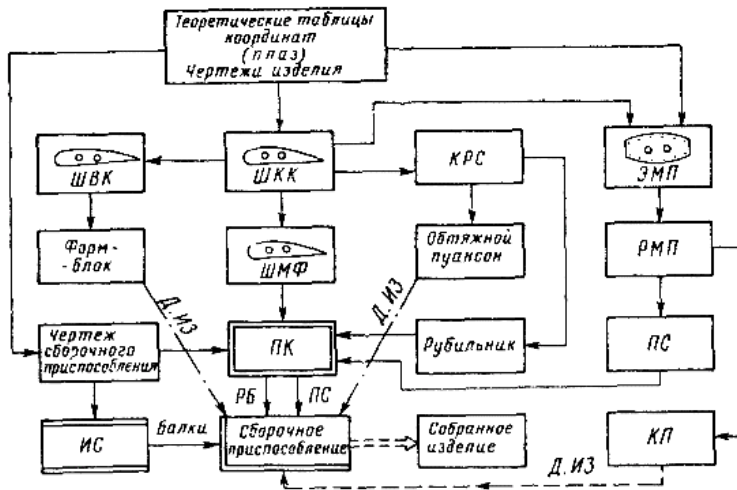 Теоретические таблицы
координат
(плаз)
Чертежи изделия
ШВК
ШКК
КРС
ЭМП
Форм-
-блок
ШМФ
Обтяжной
пуансон
РМП
Д.ИЗ
Д.ИЗ
Чертеж
сборочного
приспособления
ПК
Рубильник
ПС
РБ
ПС
ИС
Балки
Сборочное
приспособление
Собранное
изделие
КП
Д.ИЗ